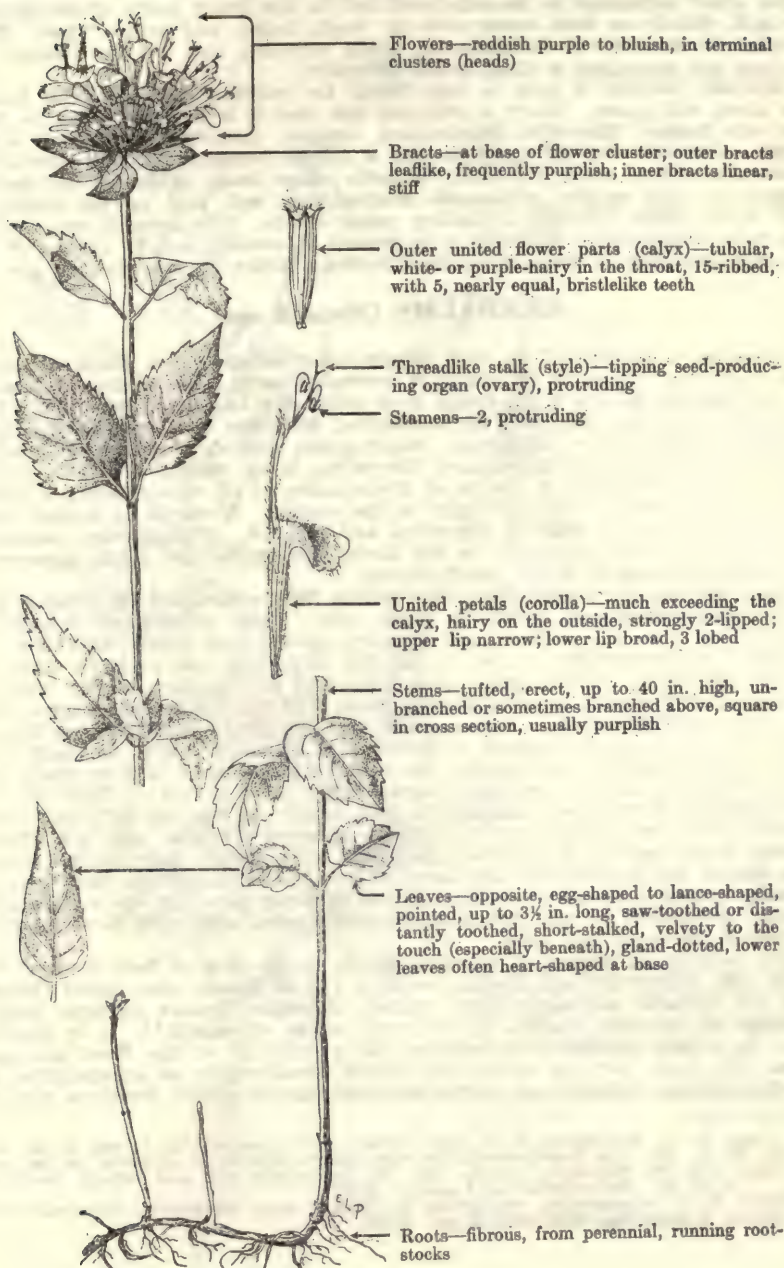 Flowers—reddish purple to bluish, in terminal
clusters (heads)
Bracts—at base of flower cluster; outer bracts
leaflike, frequently purplish; inner bracts linear,
stiff
Outer united flower parts (calyx)—tubular,
white- or purple-hairy in the throat, 15-ribbed,
with 5, nearly equal, bristlelike teeth
Threadlike stalk (style)—tipping seed-produc-
ing organ (ovary), protruding
Stamens—2, protruding
United petals (corolla)—much exceeding the
calyx, hairy on the outside, strongly 2-lipped;
upper lip narrow; lower lip broad, 3 lobed
Stems—tufted, erect, up to 40 in. high, un-
branched or sometimes branched above, square
in cross section, usually purplish
Leaves—opposite, egg-shaped to lance-shaped,
pointed, up to 3½ in. long, saw-toothed or dis-
tantly toothed, short-stalked, velvety to the
touch (especially beneath), gland-dotted, lower
leaves often heart-shaped at base
ELP
Roots—fibrous, from perennial, running root-
stocks